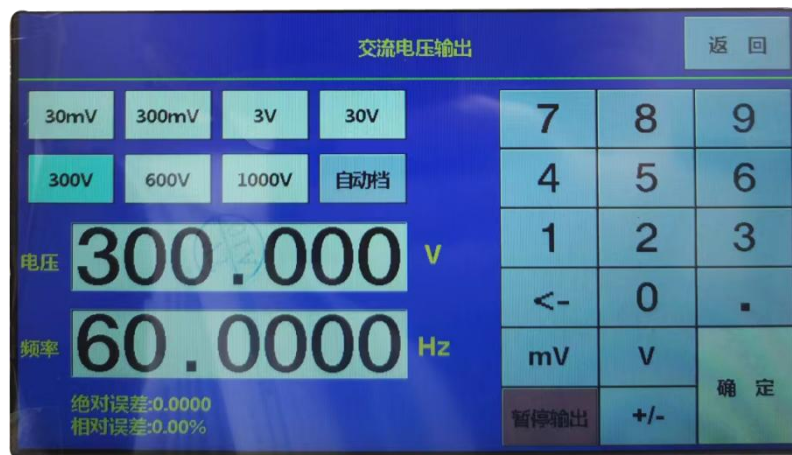 交流电压输出
返 回
30mV 300mV 3V 30V
300V 600V 1000V 自动档
电压 300.000 V
频率 60.0000 Hz
绝对误差:0.0000
相对误差:0.00%
7 8 9
4 5 6
1 2 3
<- 0 .
mV V
确 定
暂停输出 +/-